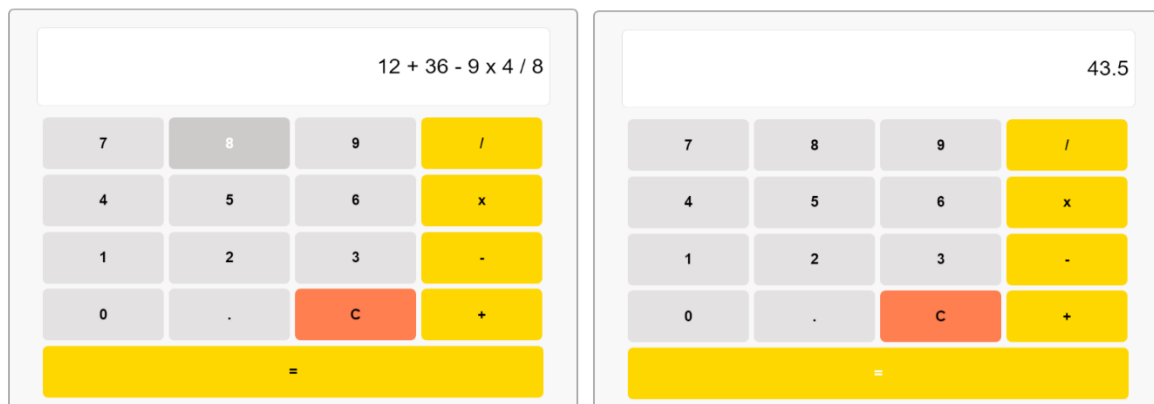 12 + 36 - 9 x 4 / 8
7 8 9 /
4 5 6 x
1 2 3 -
0 . C +
=
43.5
7 8 9 /
4 5 6 x
1 2 3 -
0 . C +
=